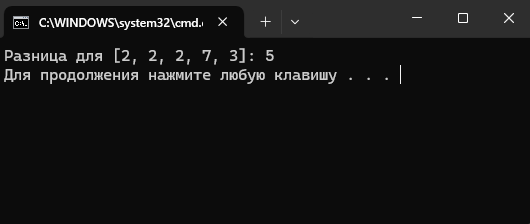 C:\WINDOWS\system32\cmd.
Разница для [2, 2, 2, 7, 3]: 5
Для продолжения нажмите любую клавишу . . .